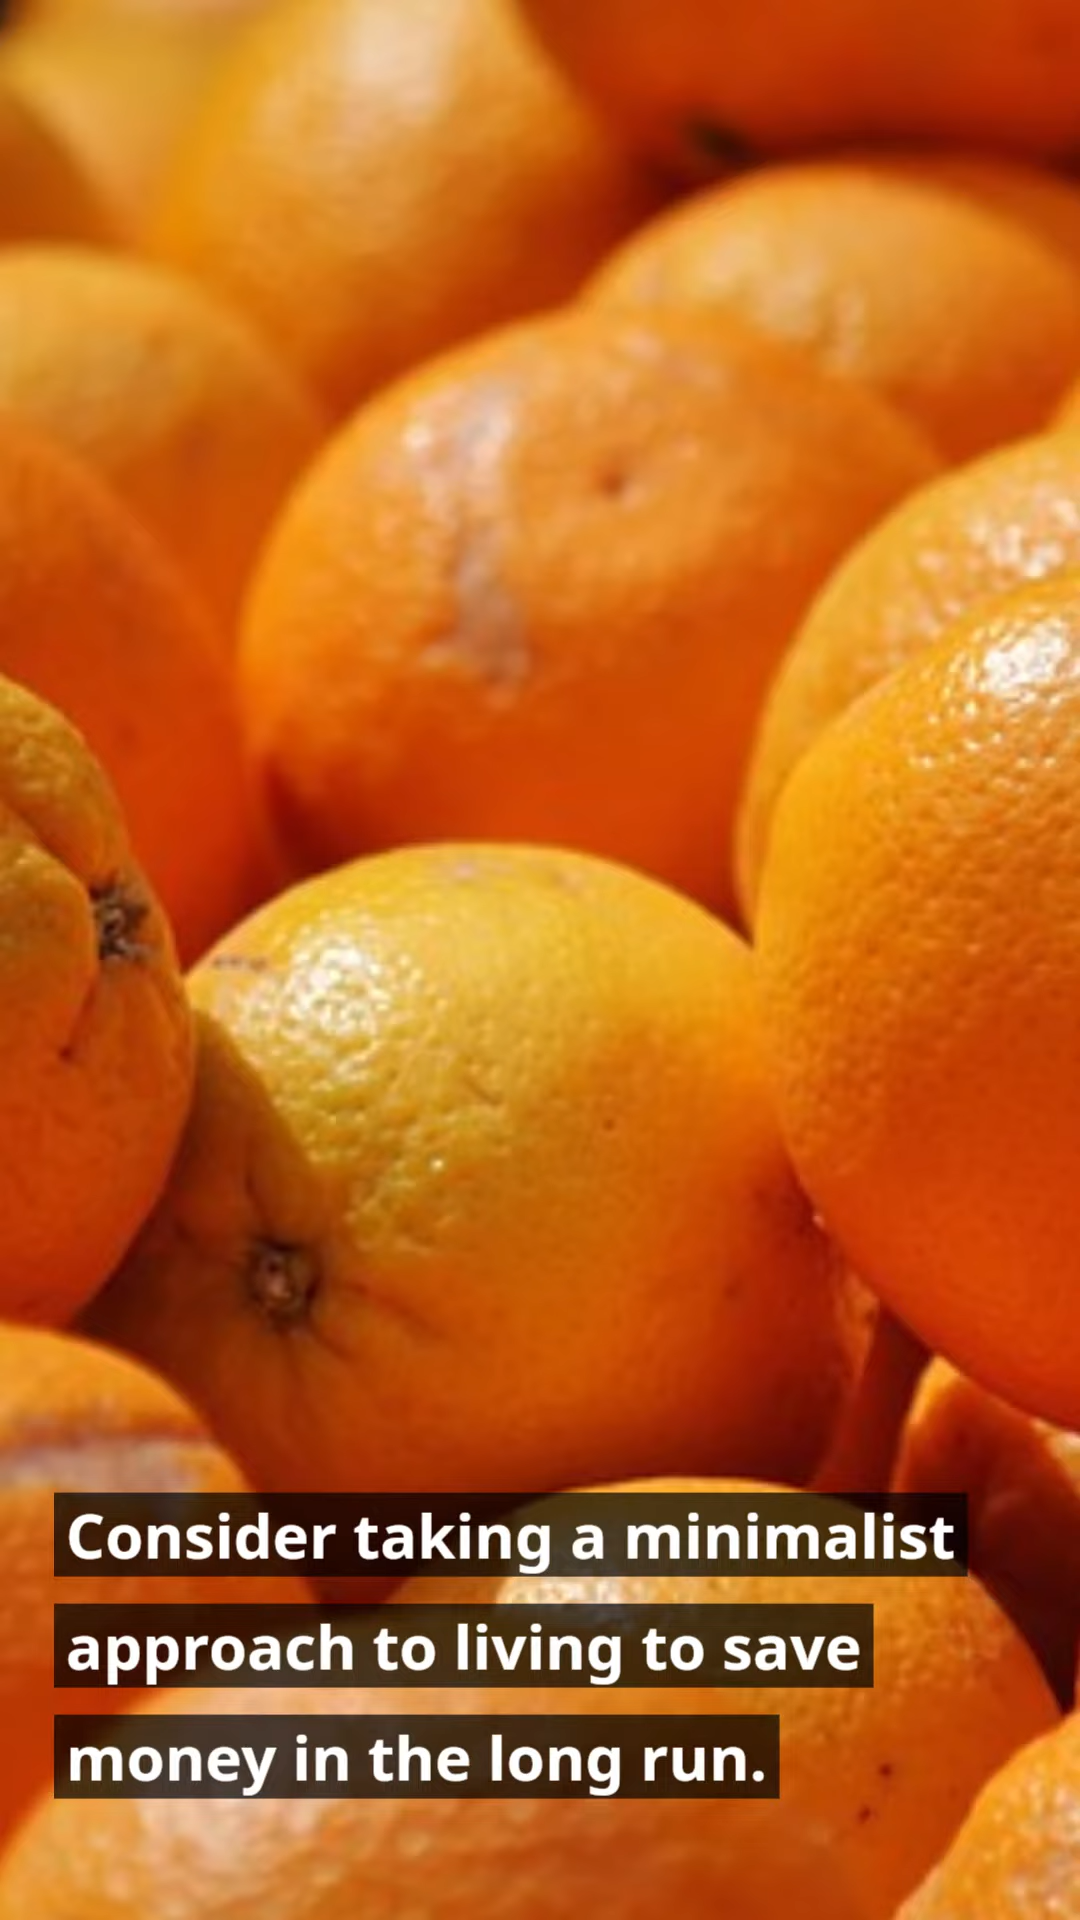 Consider taking a minimalist
approach to living to save
money in the long run.